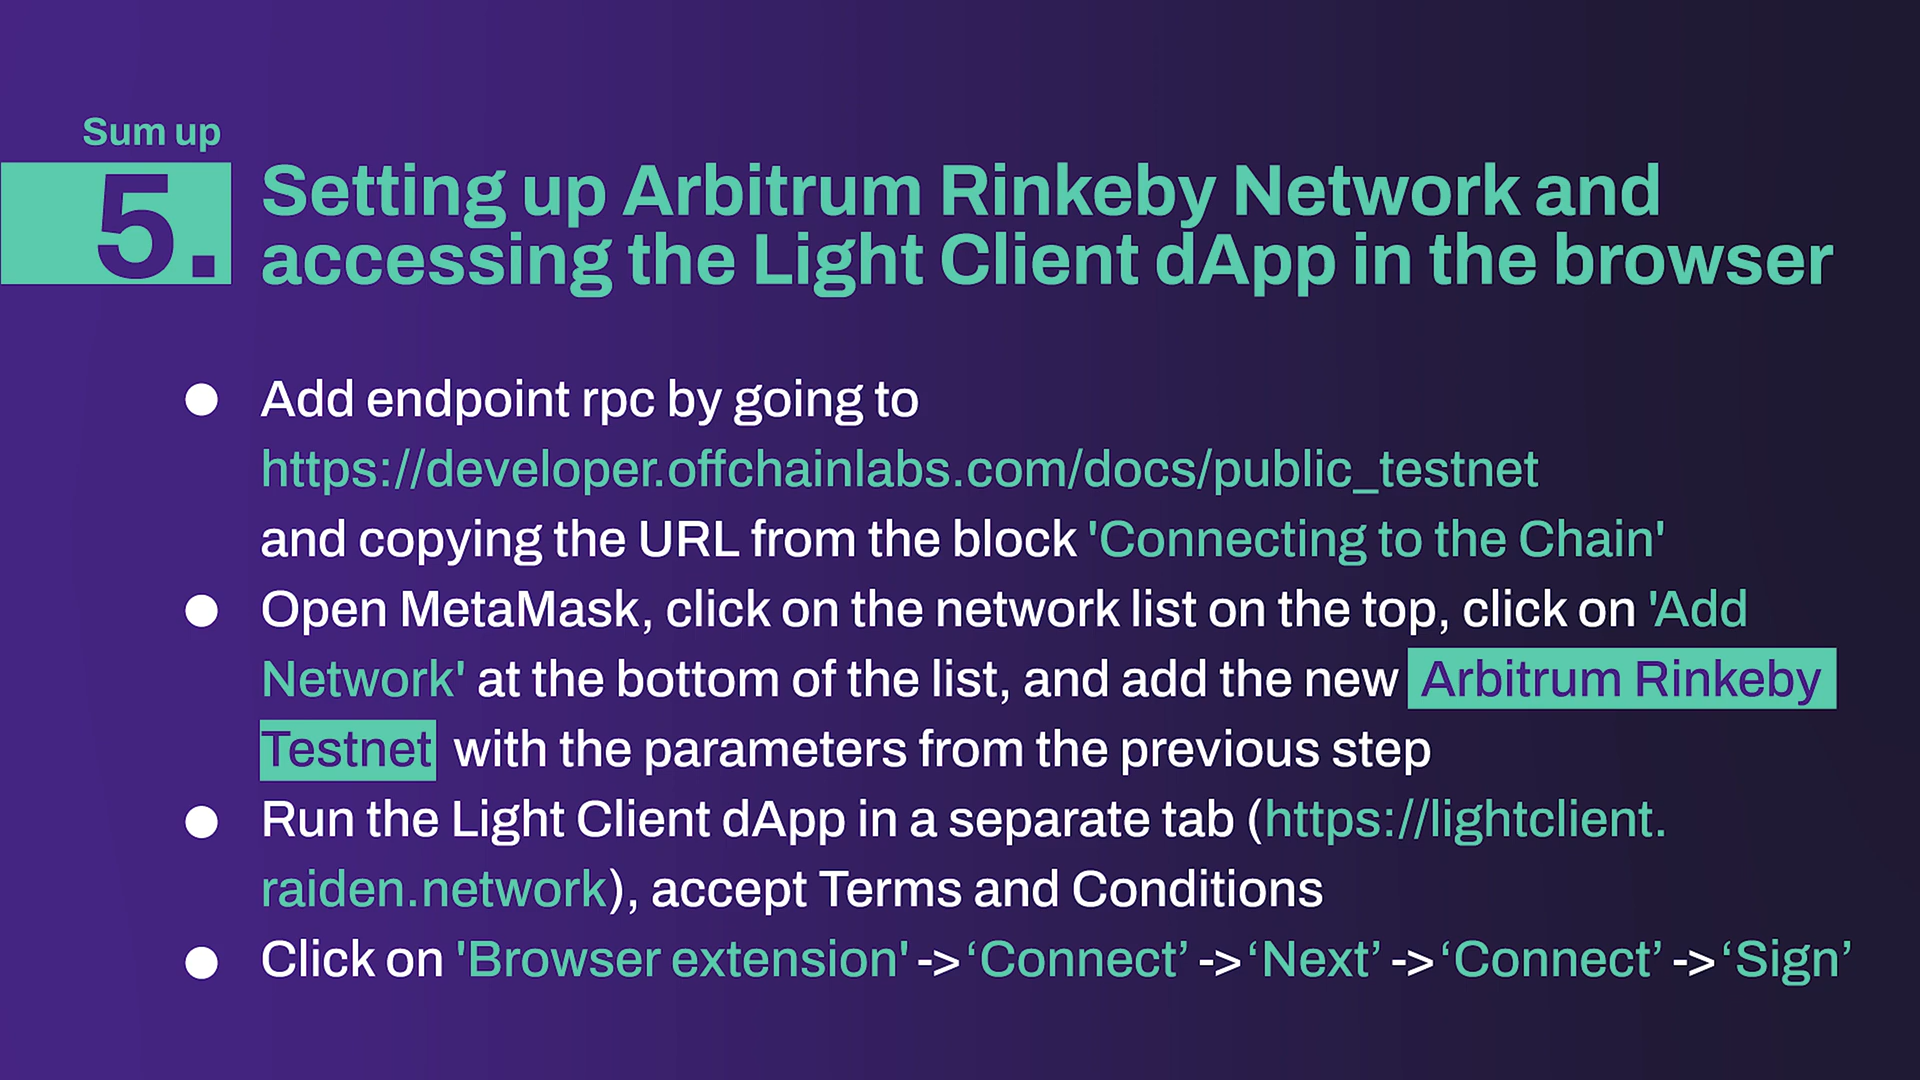 Sum up
5.
Setting up Arbitrum Rinkeby Network and
accessing the Light Client dApp in the browser
● Add endpoint rpc by going to
https://developer.offchainlabs.com/docs/public_testnet
and copying the URL from the block 'Connecting to the Chain'
● Open MetaMask, click on the network list on the top, click on 'Add
Network' at the bottom of the list, and add the new Arbitrum Rinkeby
Testnet with the parameters from the previous step
● Run the Light Client dApp in a separate tab (https://lightclient.
raiden.network), accept Terms and Conditions
● Click on 'Browser extension' -> ‘Connect’ -> ‘Next’ -> ‘Connect’ -> ‘Sign’